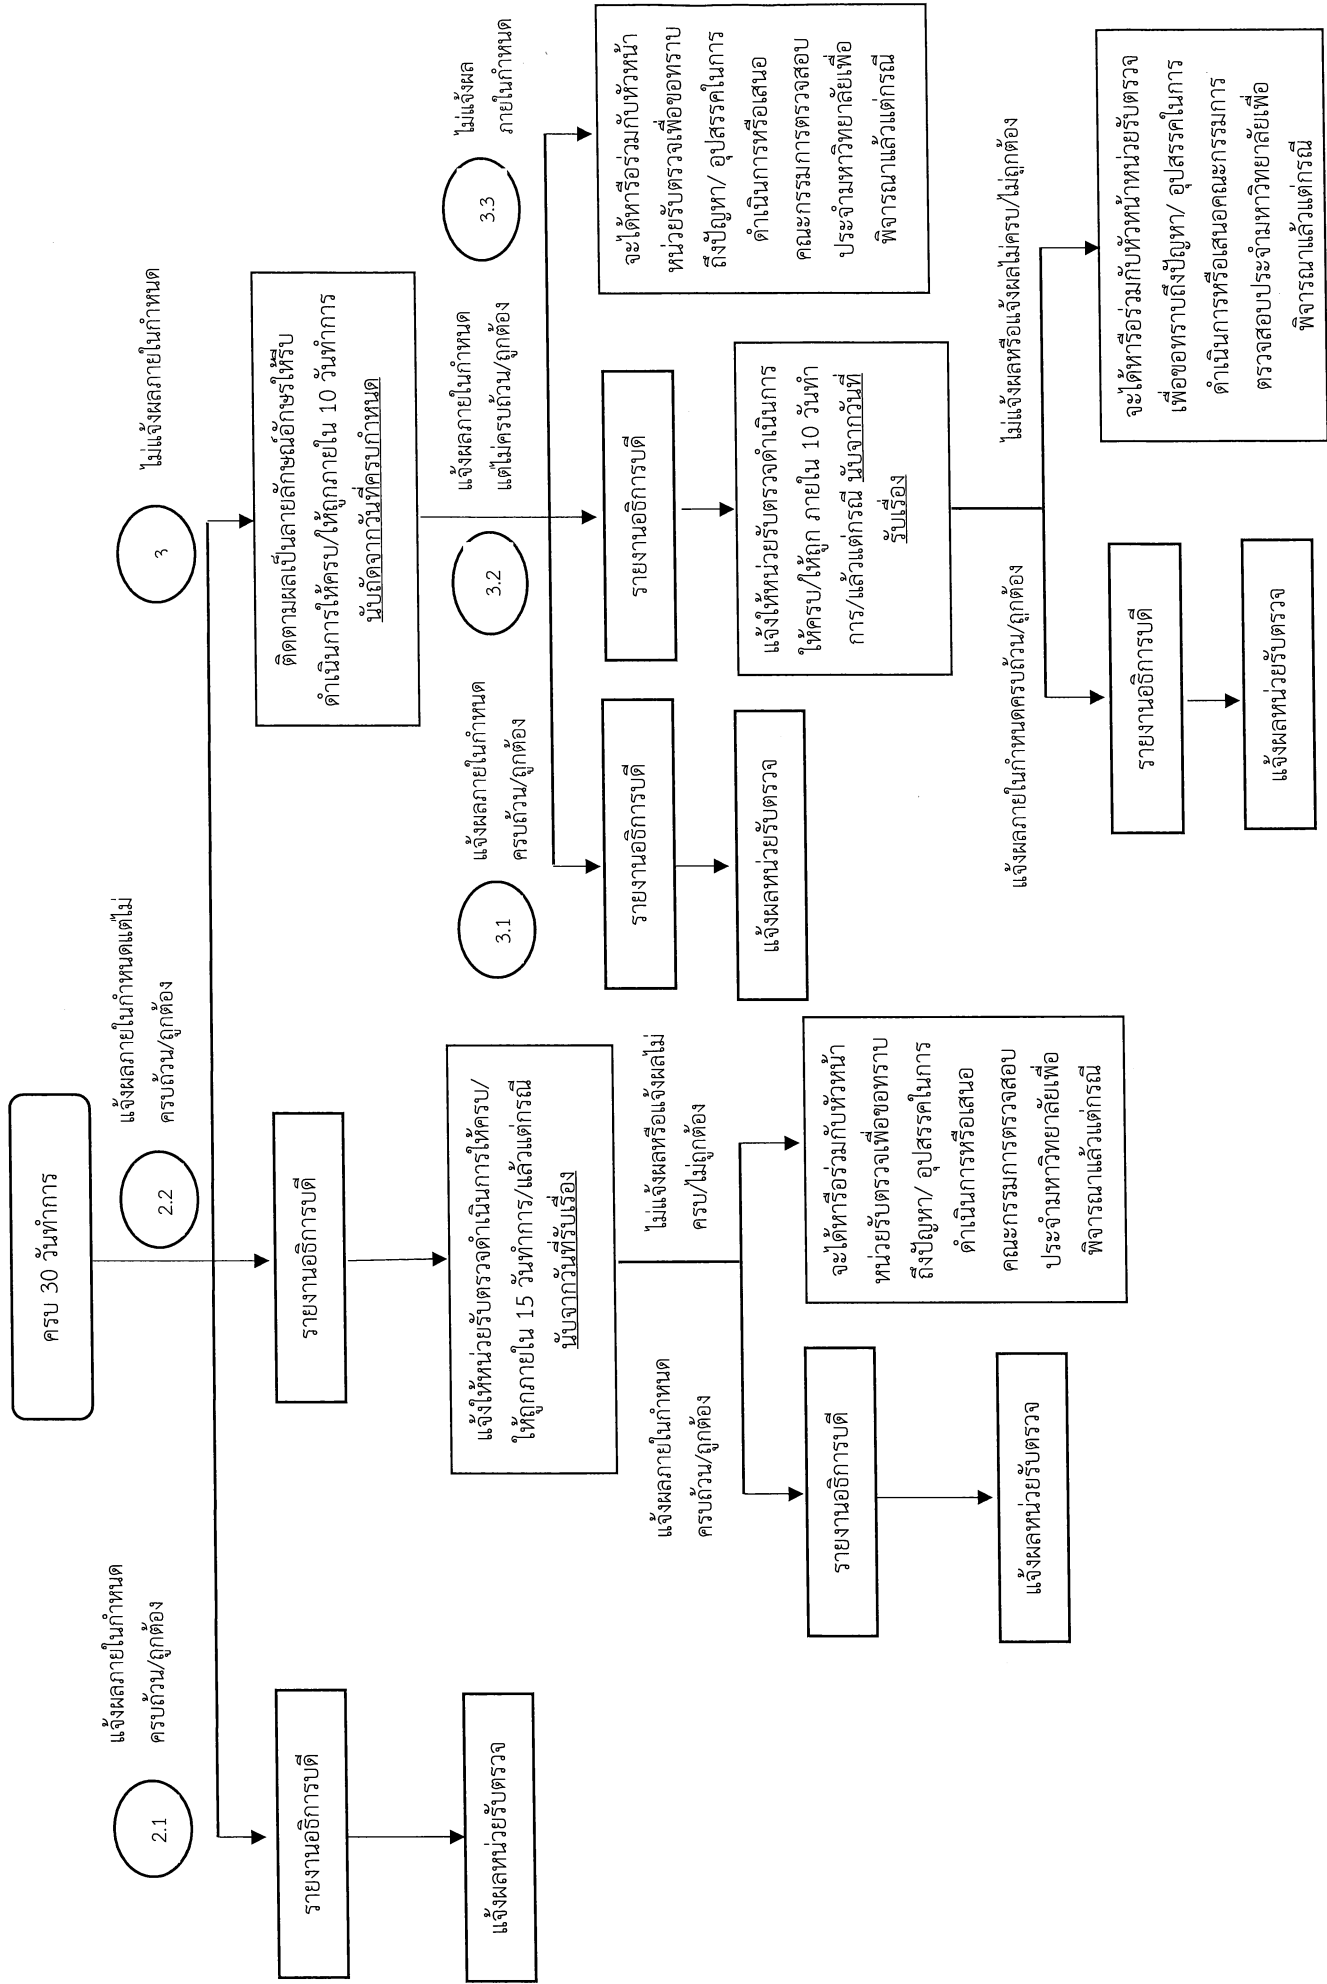 ครบ 30 วันทำการ
2.1
แจ้งผลภายในกำหนด
ครบถ้วน/ถูกต้อง
รายงานอธิการบดี
แจ้งผลหน่วยรับตรวจ
2.2
แจ้งผลภายในกำหนดแต่ไม่
ครบถ้วน/ถูกต้อง
รายงานอธิการบดี
แจ้งให้หน่วยรับตรวจดำเนินการให้ครบ/
ให้ถูกภายใน 15 วันทำการ/แล้วแต่กรณี
นับจากวันที่รับเรื่อง
แจ้งผลภายในกำหนด
ครบถ้วน/ถูกต้อง
รายงานอธิการบดี
แจ้งผลหน่วยรับตรวจ
ไม่แจ้งผลหรือแจ้งผลไม่
ครบ/ไม่ถูกต้อง
จะได้หารือร่วมกับหัวหน้า
หน่วยรับตรวจเพื่อขอทราบ
ถึงปัญหา/ อุปสรรคในการ
ดำเนินการหรือเสนอ
คณะกรรมการตรวจสอบ
ประจำมหาวิทยาลัยเพื่อ
พิจารณาแล้วแต่กรณี
3
ไม่แจ้งผลภายในกำหนด
ติดตามผลเป็นลายลักษณ์อักษรให้รีบ
ดำเนินการให้ครบ/ให้ถูกภายใน 10 วันทำการ
นับถัดจากวันที่ครบกำหนด
3.1
แจ้งผลภายในกำหนด
ครบถ้วน/ถูกต้อง
รายงานอธิการบดี
แจ้งผลหน่วยรับตรวจ
3.2
แจ้งผลภายในกำหนด
แต่ไม่ครบถ้วน/ถูกต้อง
รายงานอธิการบดี
แจ้งให้หน่วยรับตรวจดำเนินการ
ให้ครบ/ให้ถูก ภายใน 10 วันทำ
การ/แล้วแต่กรณี นับจากวันที่
รับเรื่อง
แจ้งผลภายในกำหนดครบถ้วน/ถูกต้อง
รายงานอธิการบดี
แจ้งผลหน่วยรับตรวจ
ไม่แจ้งผลหรือแจ้งผลไม่ครบ/ไม่ถูกต้อง
จะได้หารือร่วมกับหัวหน้าหน่วยรับตรวจ
เพื่อขอทราบถึงปัญหา/ อุปสรรคในการ
ดำเนินการหรือเสนอคณะกรรมการ
ตรวจสอบประจำมหาวิทยาลัยเพื่อ
พิจารณาแล้วแต่กรณี
3.3
ไม่แจ้งผล
ภายในกำหนด
จะได้หารือร่วมกับหัวหน้า
หน่วยรับตรวจเพื่อขอทราบ
ถึงปัญหา/ อุปสรรคในการ
ดำเนินการหรือเสนอ
คณะกรรมการตรวจสอบ
ประจำมหาวิทยาลัยเพื่อ
พิจารณาแล้วแต่กรณี